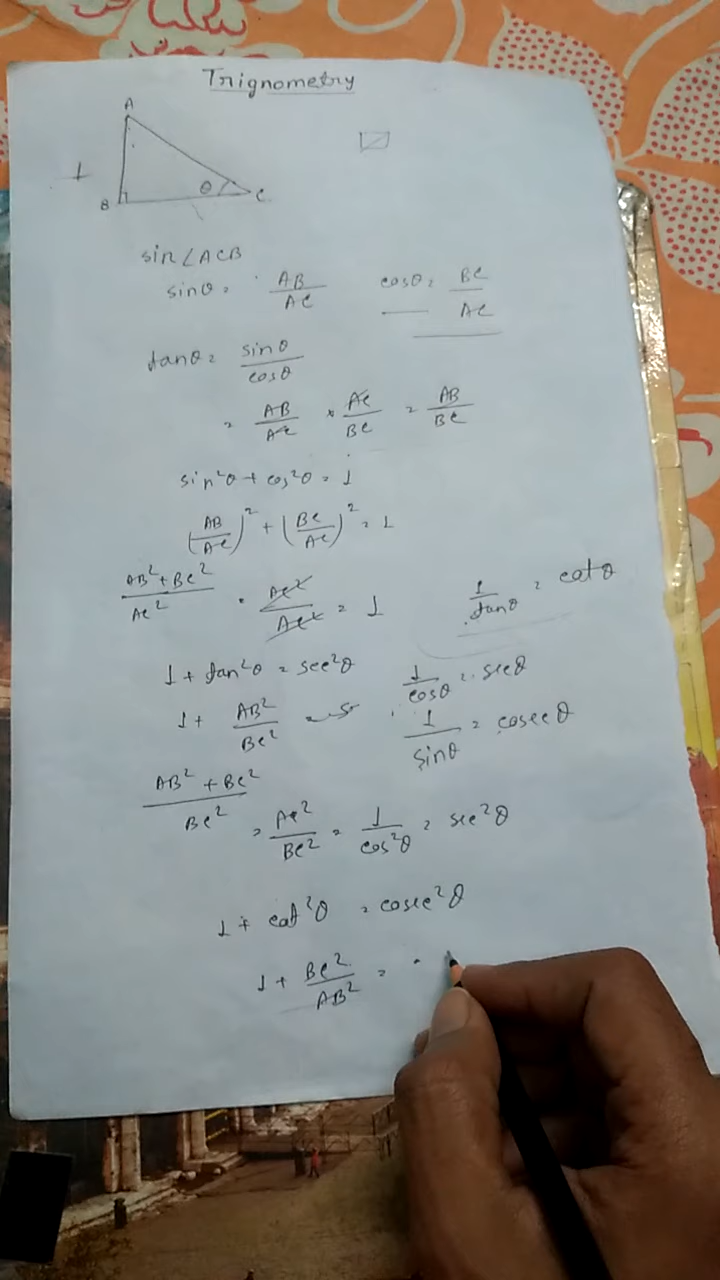 Trignometry
A
⊥
θ
B
C
sin∠ACB
sinθ = AB/AC cosθ = BC/AC
tanθ = sinθ/cosθ
= AB/AC × AC/BC = AB/BC
sin²θ + cos²θ = 1
(AB/AC)² + (BC/AC)² = 1
AB² + BC²/AC² = AC²/AC² = 1 1/tanθ = cotθ
1 + tan²θ = sec²θ 1/cosθ = secθ
1 + AB²/BC² = 1/sinθ = cosecθ
AB² + BC²/BC² = AC²/BC² = 1/cos²θ = sec²θ
1 + cot²θ = cosec²θ
1 + BC²/AB² =